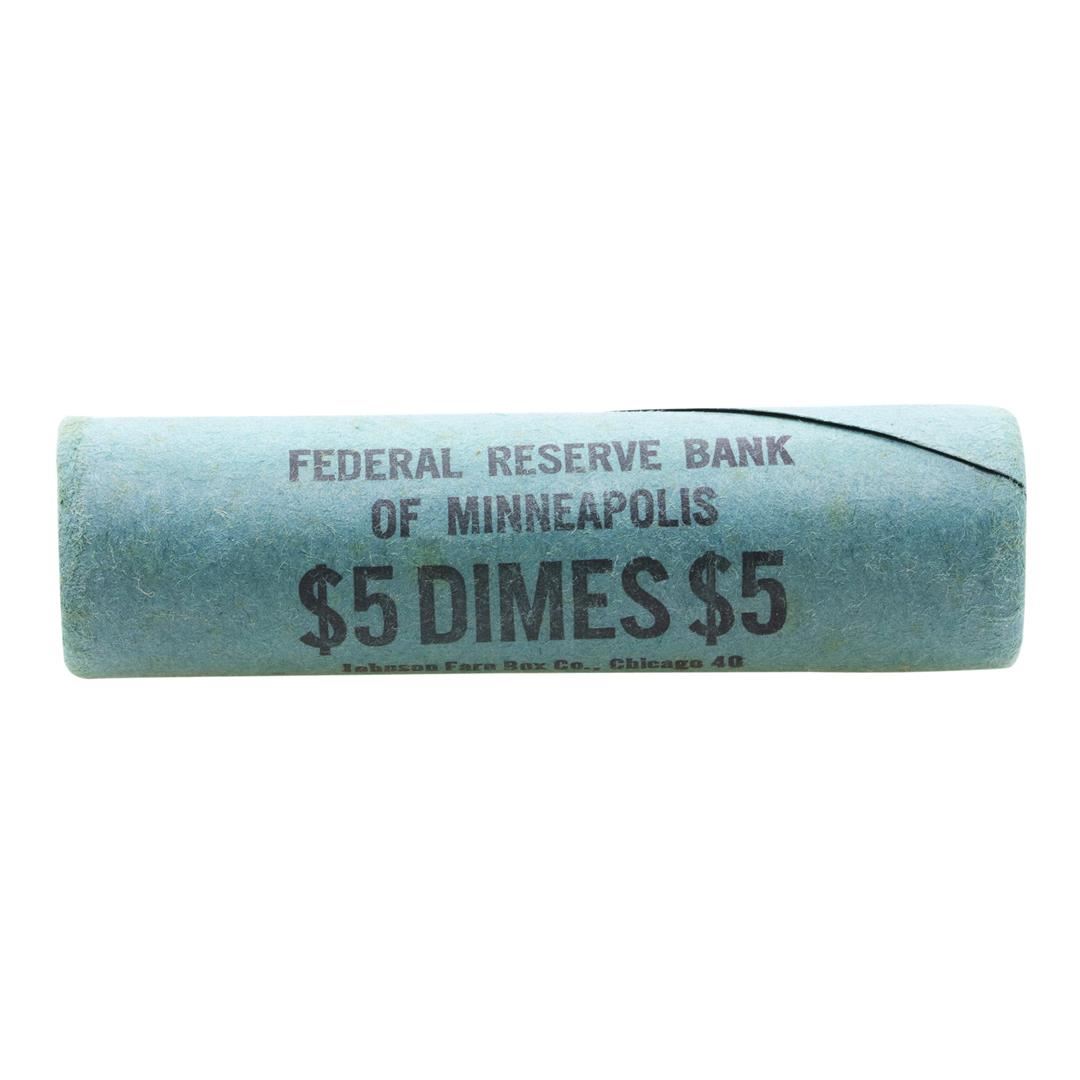 FEDERAL RESERVE BANK
OF MINNEAPOLIS
$5 DIMES $5
Johnson Fare Box Co., Chicago 40